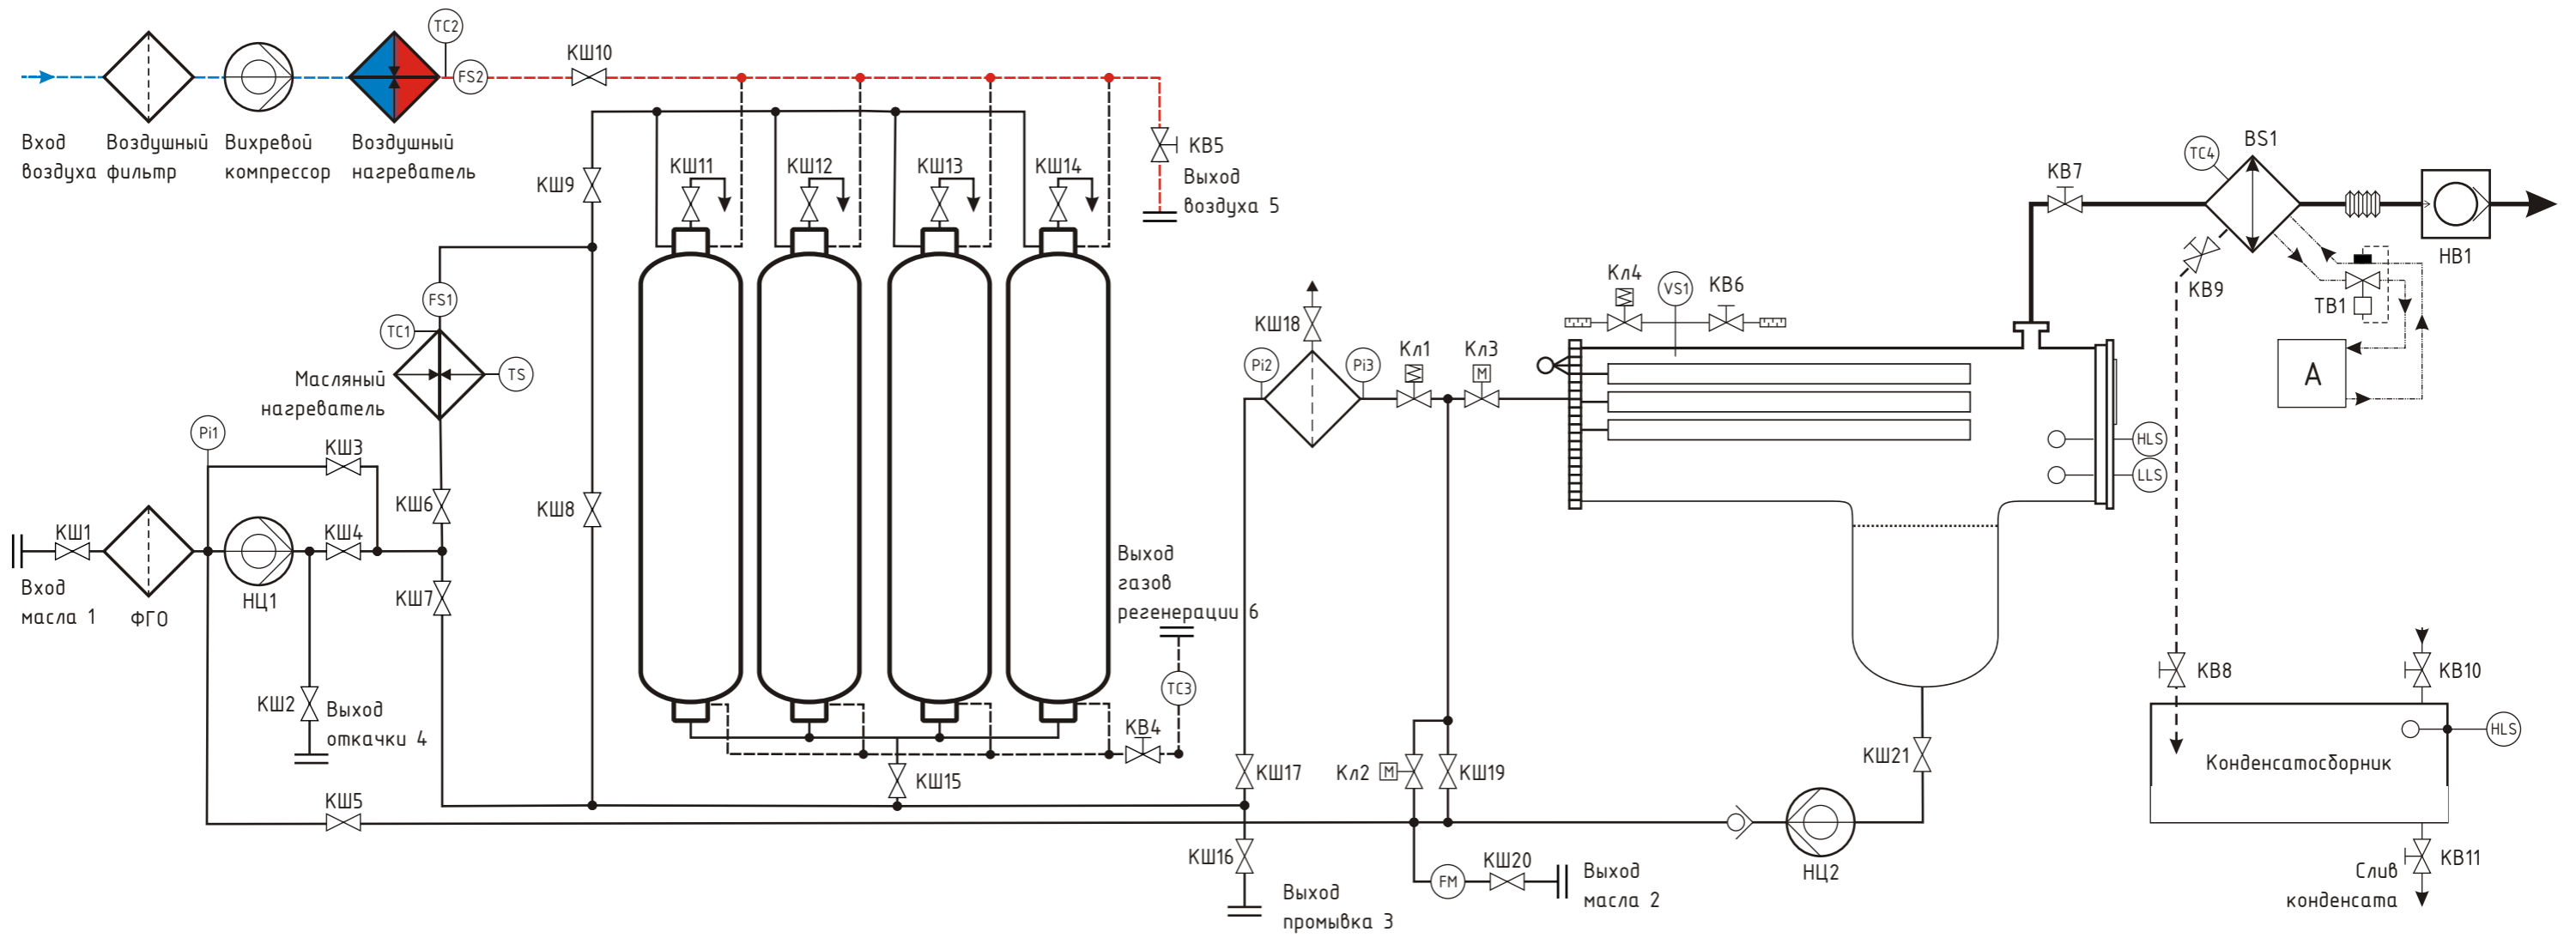 TC2
FS2
КШ10
Вход
воздуха
Воздушный
фильтр
Вихревой
компрессор
Воздушный
нагреватель
КВ5
Выход
воздуха 5
КШ9
КШ11
КШ12
КШ13
КШ14
FS1
TC1
TS
Масляный
нагреватель
Pi1
КШ3
КШ6
КШ8
КШ1
КШ4
Вход
масла 1
ФГО
НЦ1
КШ7
КШ2
Выход
откачки 4
КШ5
Выход
газов
регенерации 6
TC3
КВ4
КШ15
КШ18
Pi2
Pi3
Кл1
Кл3
M
КШ17
Кл2
M
КШ19
КШ16
Выход
промывка 3
FM
КШ20
Выход
масла 2
Кл4
VS1
КВ6
HLS
LLS
КШ21
НЦ2
КВ7
TC4
BS1
НВ1
КВ9
ТВ1
А
КВ8
КВ10
HLS
Конденсатосборник
КВ11
Слив
конденсата